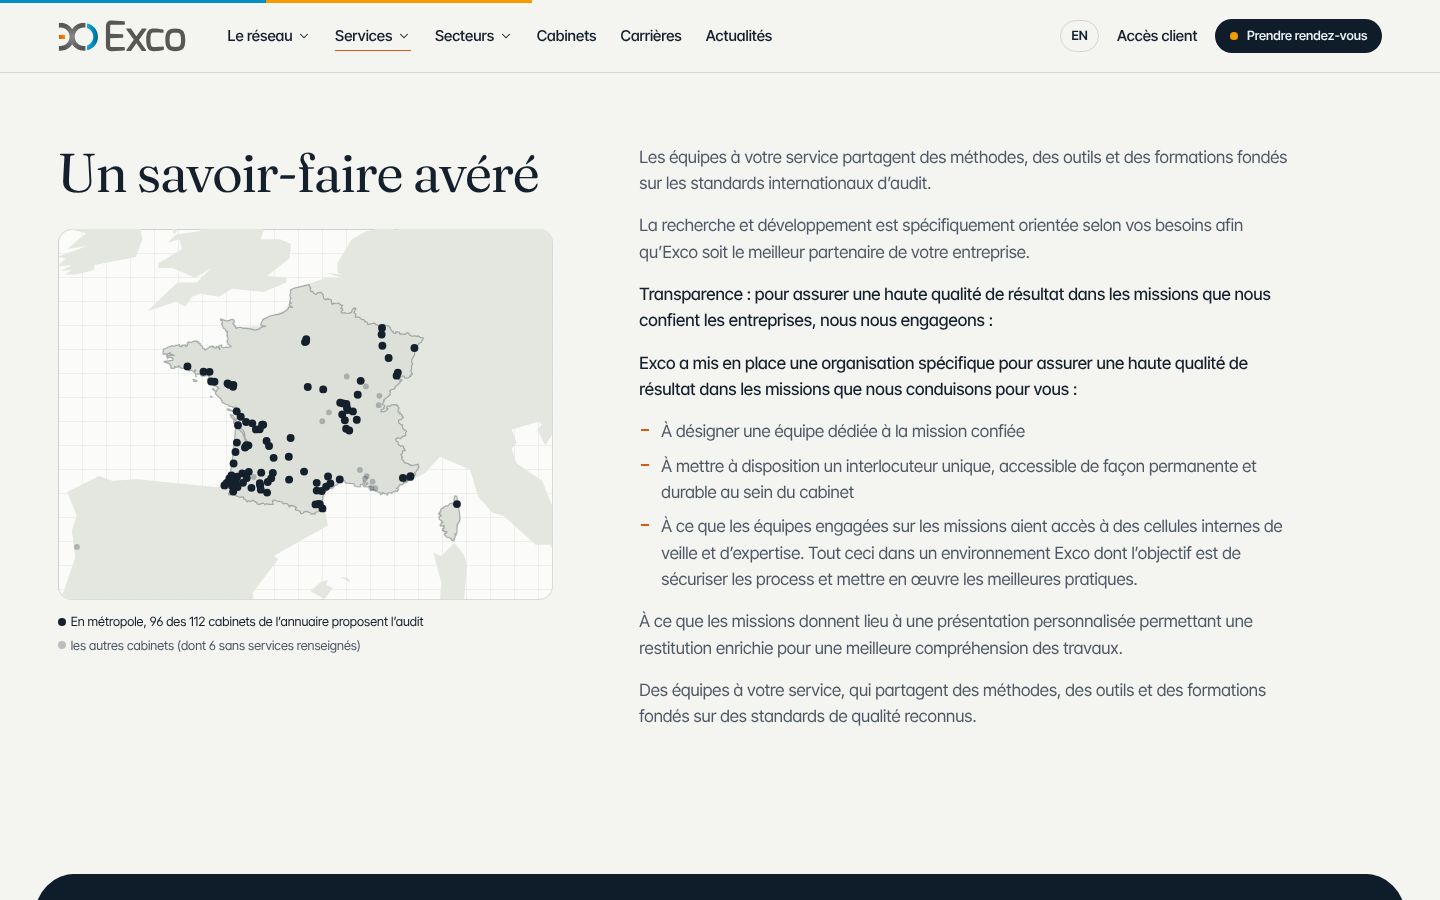 Exco
Le réseau
Services
Secteurs
Cabinets
Carrières
Actualités
EN
Accès client
Prendre rendez-vous
Un savoir-faire avéré
En métropole, 96 des 112 cabinets de l’annuaire proposent l’audit
les autres cabinets (dont 6 sans services renseignés)
Les équipes à votre service partagent des méthodes, des outils et des formations fondés
sur les standards internationaux d’audit.
La recherche et développement est spécifiquement orientée selon vos besoins afin
qu’Exco soit le meilleur partenaire de votre entreprise.
Transparence : pour assurer une haute qualité de résultat dans les missions que nous
confient les entreprises, nous nous engageons :
Exco a mis en place une organisation spécifique pour assurer une haute qualité de
résultat dans les missions que nous conduisons pour vous :
À désigner une équipe dédiée à la mission confiée
À mettre à disposition un interlocuteur unique, accessible de façon permanente et
durable au sein du cabinet
À ce que les équipes engagées sur les missions aient accès à des cellules internes de
veille et d’expertise. Tout ceci dans un environnement Exco dont l’objectif est de
sécuriser les process et mettre en œuvre les meilleures pratiques.
À ce que les missions donnent lieu à une présentation personnalisée permettant une
restitution enrichie pour une meilleure compréhension des travaux.
Des équipes à votre service, qui partagent des méthodes, des outils et des formations
fondés sur des standards de qualité reconnus.